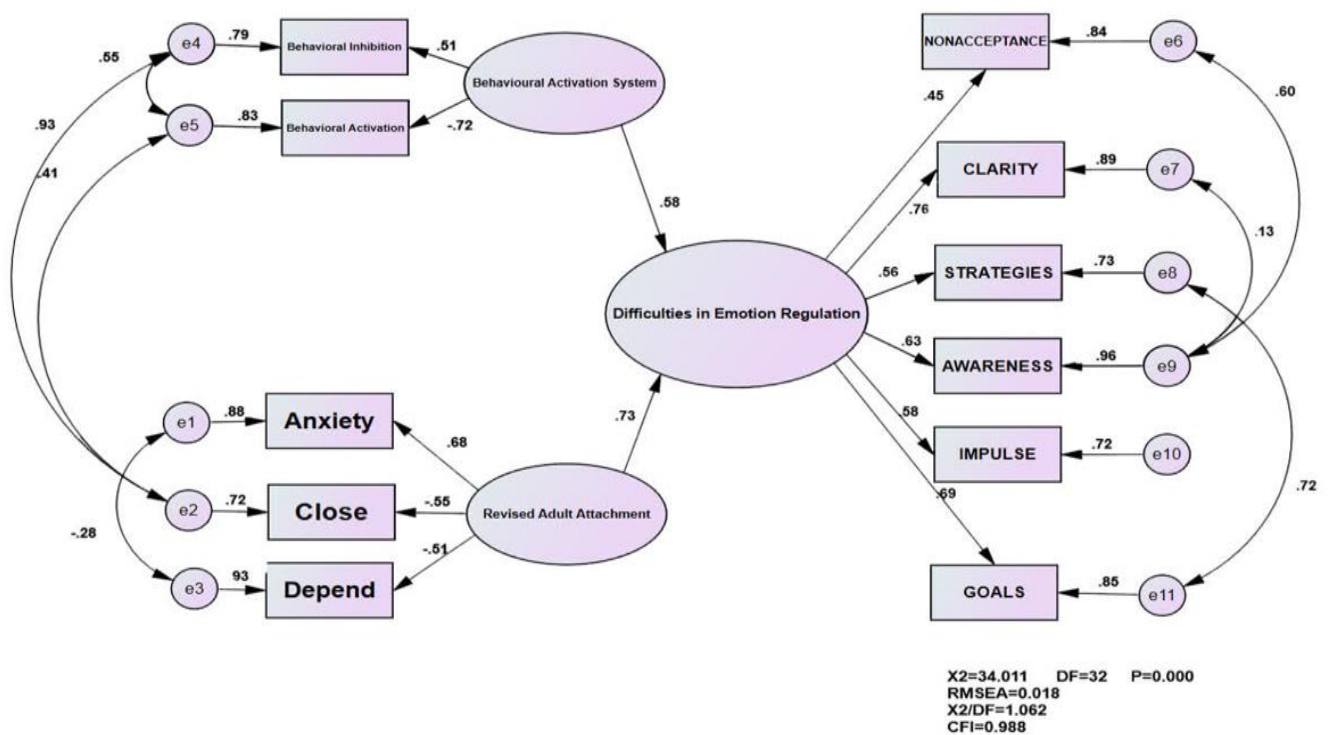 e4
.79
Behavioral Inhibition
.51
.55
Behavioural Activation System
e5
.83
Behavioral Activation
-.72
.93
.41
.58
NONACCEPTANCE
.84
e6
.45
.60
CLARITY
.89
e7
.76
.13
STRATEGIES
.73
e8
.56
Difficulties in Emotion Regulation
.63
AWARENESS
.96
e9
.58
IMPULSE
.72
e10
.69
.72
GOALS
.85
e11
e1
.88
Anxiety
.68
.73
e2
.72
Close
-.55
Revised Adult Attachment
-.28
-.51
e3
93
Depend
X2=34.011 DF=32 P=0.000
RMSEA=0.018
X2/DF=1.062
CFI=0.988